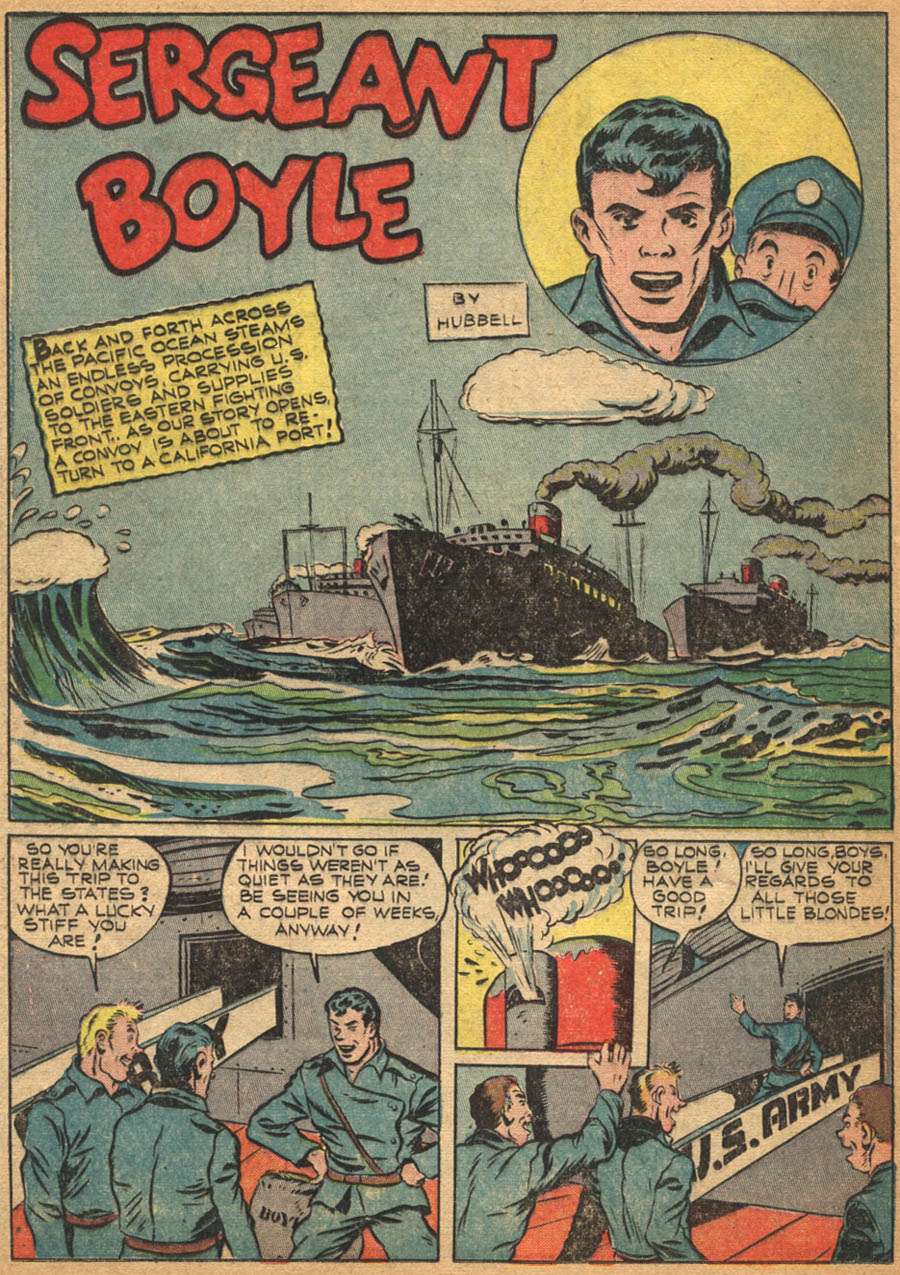 SERGEANT
BOYLE
BY
HUBBELL
BACK AND FORTH ACROSS
THE PACIFIC OCEAN STEAMS
AN ENDLESS PROCESSION
OF CONVOYS, CARRYING U.S.
SOLDIERS AND SUPPLIES
TO THE EASTERN FIGHTING
FRONT.. AS OUR STORY OPENS,
A CONVOY IS ABOUT TO RE-
TURN TO A CALIFORNIA PORT!
SO YOU'RE
REALLY MAKING
THIS TRIP TO
THE STATES?
WHAT A LUCKY
STIFF YOU
ARE!
I WOULDN'T GO IF
THINGS WEREN'T AS
QUIET AS THEY ARE!
BE SEEING YOU IN
A COUPLE OF WEEKS,
ANYWAY!
BOYL
WHOOOOOS
WHOOOOOO
SO LONG,
BOYLE!
HAVE A
GOOD
TRIP!
SO LONG, BOYS,
I'LL GIVE YOUR
REGARDS TO
ALL THOSE
LITTLE BLONDES!
U.S. ARMY